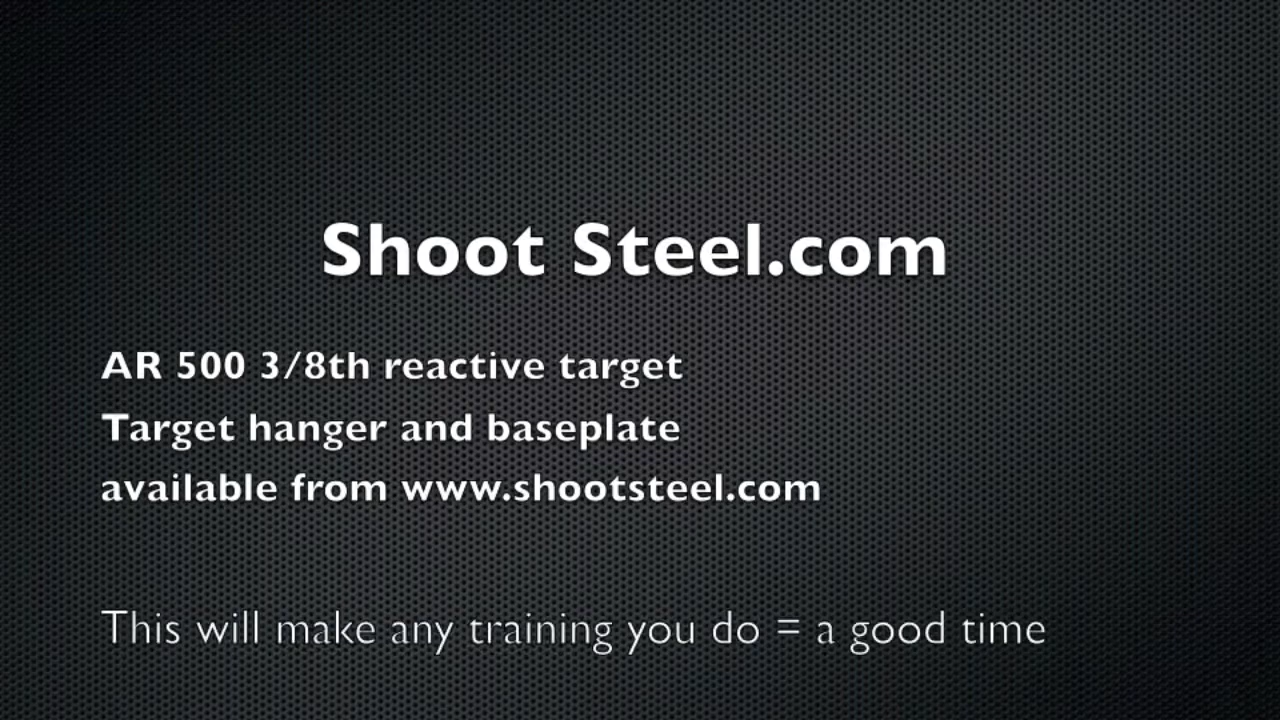 Shoot Steel.com
AR 500 3/8th reactive target
Target hanger and baseplate
available from www.shootsteel.com
This will make any training you do = a good time